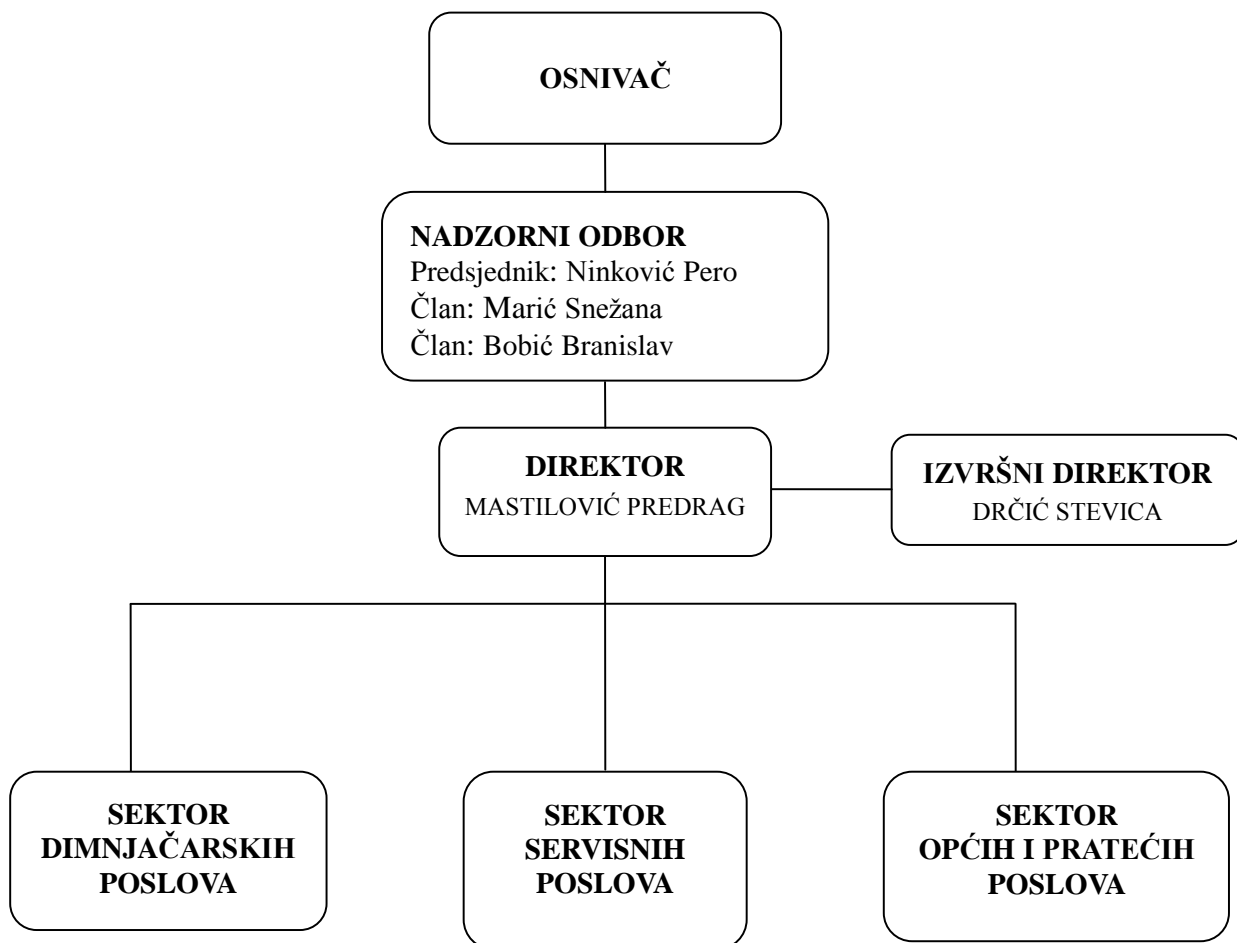 OSNIVAČ
NADZORNI ODBOR
Predsjednik: Ninković Pero
Član: Marić Snežana
Član: Bobić Branislav
DIREKTOR
MASTILOVIĆ PREDRAG
IZVRŠNI DIREKTOR
DRČIĆ STEVICA
SEKTOR
DIMNJAČARSKIH
POSLOVA
SEKTOR
SERVISNIH
POSLOVA
SEKTOR
OPĆIH I PRATEĆIH
POSLOVA